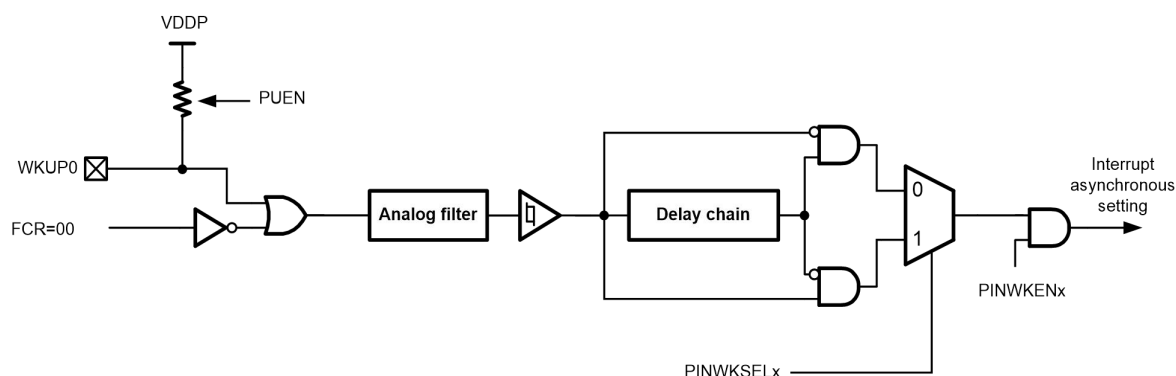 VDDP
PUEN
WKUP0
FCR=00
Analog filter
Delay chain
0
1
Interrupt
asynchronous
setting
PINWKENx
PINWKSELx